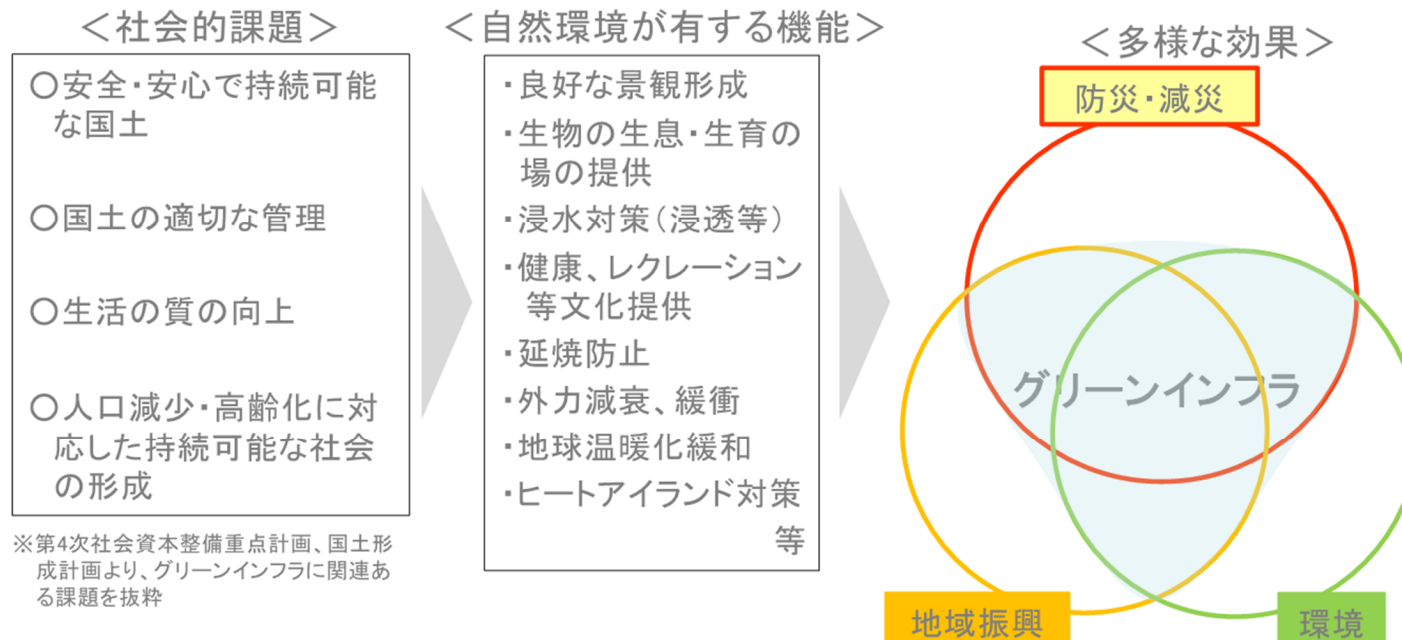 ＜社会的課題＞
○安全・安心で持続可能
な国土
○国土の適切な管理
○生活の質の向上
○人口減少・高齢化に対
応した持続可能な社会
の形成
※第4次社会資本整備重点計画、国土形
成計画より、グリーンインフラに関連あ
る課題を抜粋
＜自然環境が有する機能＞
・良好な景観形成
・生物の生息・生育の
場の提供
・浸水対策（浸透等）
・健康、レクレーション
等文化提供
・延焼防止
・外力減衰、緩衝
・地球温暖化緩和
・ヒートアイランド対策
等
＜多様な効果＞
防災・減災
グリーンインフラ
地域振興
環境